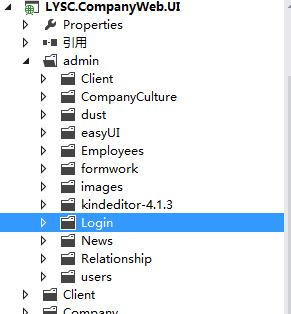 LYSC.CompanyWeb.UI
Properties
引用
admin
Client
CompanyCulture
dust
easyUI
Employees
formwork
images
kindeditor-4.1.3
Login
News
Relationship
users
Client
Company